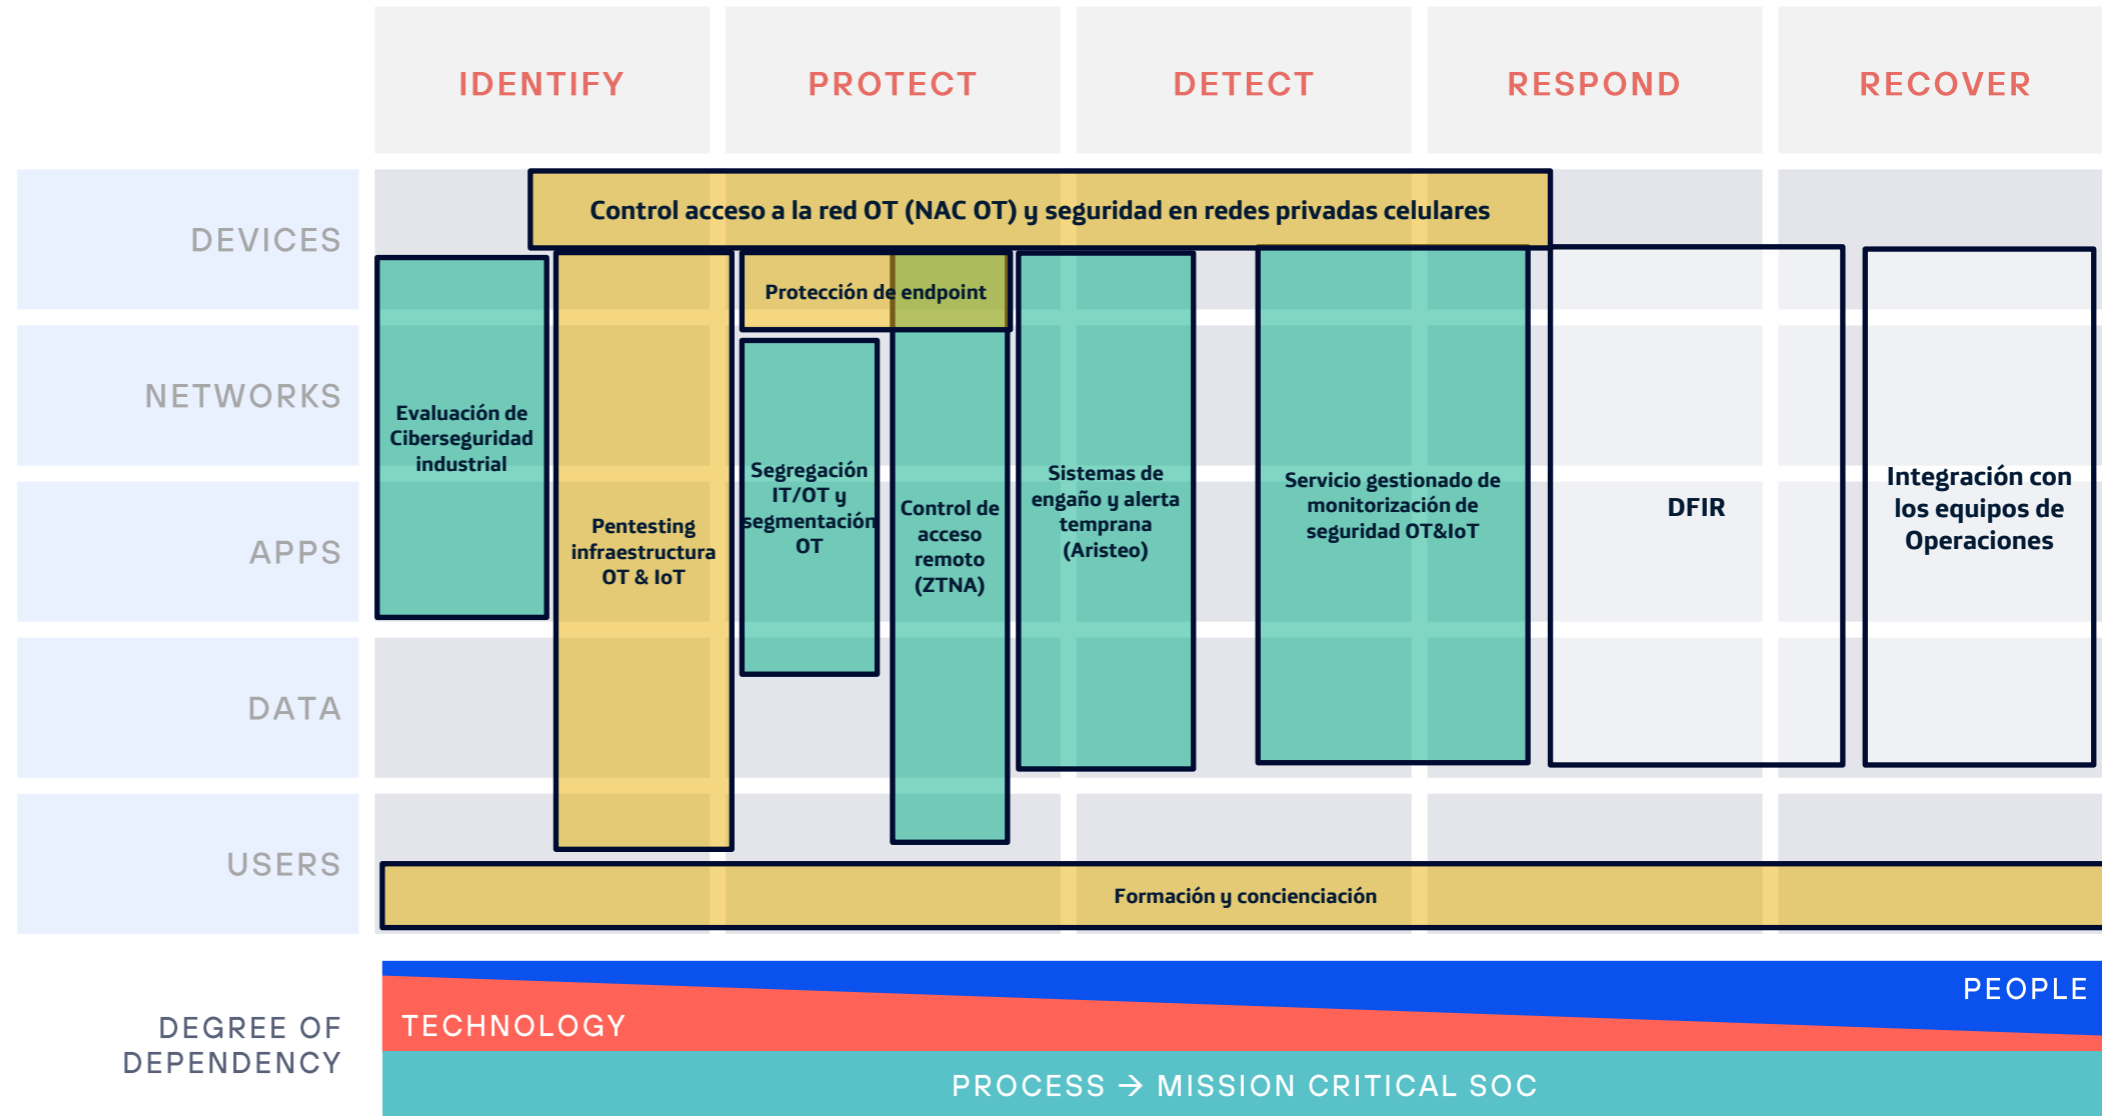 IDENTIFY
PROTECT
DETECT
RESPOND
RECOVER
DEVICES
NETWORKS
APPS
DATA
USERS
Control acceso a la red OT (NAC OT) y seguridad en redes privadas celulares
Evaluación de
Ciberseguridad
industrial
Pentesting
infraestructura
OT & IoT
Protección de endpoint
Segregación
IT/OT y
segmentación
OT
Control de
acceso
remoto
(ZTNA)
Sistemas de
engaño y alerta
temprana
(Aristeo)
Servicio gestionado de
monitorización de
seguridad OT&IoT
DFIR
Integración con
los equipos de
Operaciones
Formación y concienciación
DEGREE OF
DEPENDENCY
TECHNOLOGY
PEOPLE
PROCESS → MISSION CRITICAL SOC